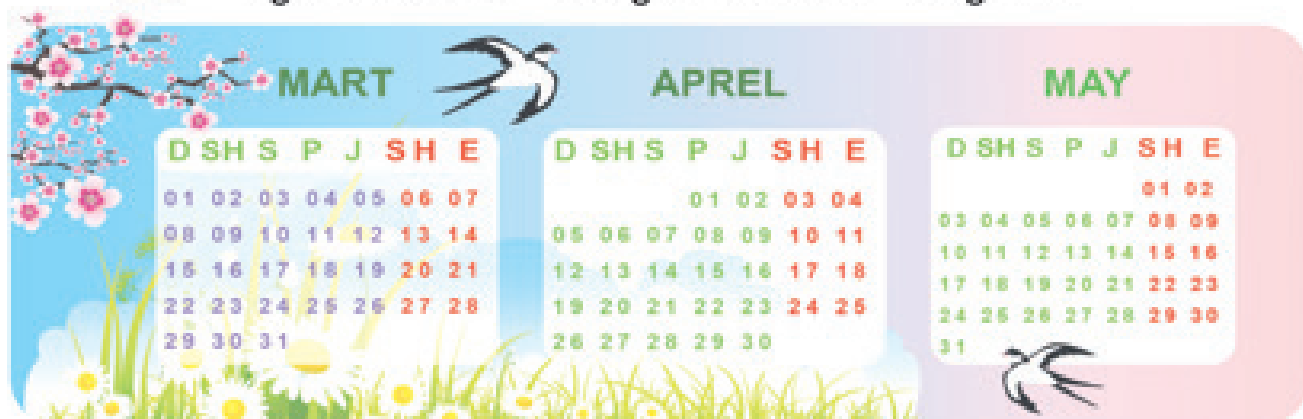 MART
D SH S P J SH E
01 02 03 04 05 06 07
08 09 10 11 12 13 14
15 16 17 18 19 20 21
22 23 24 25 26 27 28
29 30 31
APREL
D SH S P J SH E
01 02 03 04
05 06 07 08 09 10 11
12 13 14 15 16 17 18
19 20 21 22 23 24 25
26 27 28 29 30
MAY
D SH S P J SH E
01 02
03 04 05 06 07 08 09
10 11 12 13 14 15 16
17 18 19 20 21 22 23
24 25 26 27 28 29 30
31